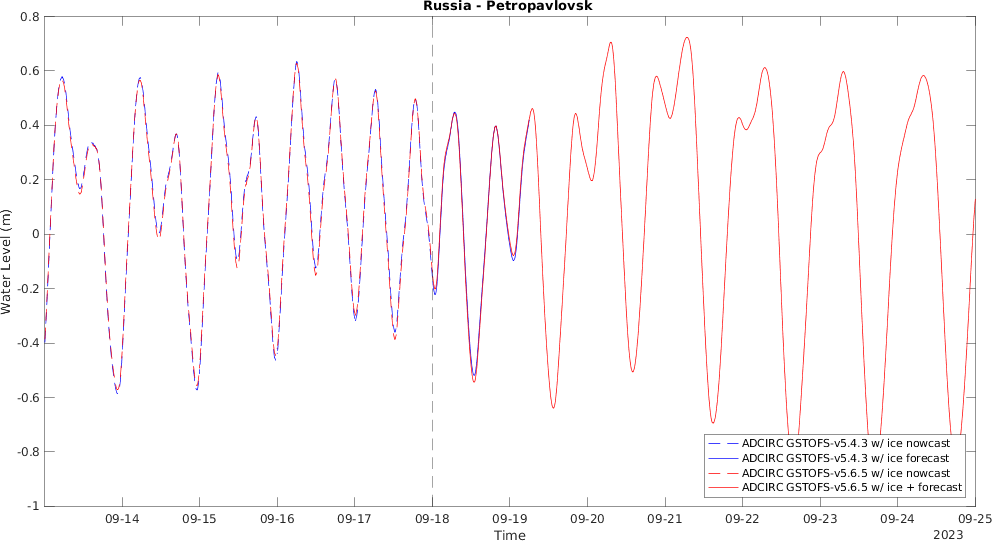 Russia - Petropavlovsk
0.8
0.6
0.4
0.2
0
-0.2
-0.4
-0.6
-0.8
-1
Water Level (m)
ADCIRC GSTOFS-v5.4.3 w/ ice nowcast
ADCIRC GSTOFS-v5.4.3 w/ ice forecast
ADCIRC GSTOFS-v5.6.5 w/ ice nowcast
ADCIRC GSTOFS-v5.6.5 w/ ice + forecast
09-14 09-15 09-16 09-17 09-18 09-19 09-20 09-21 09-22 09-23 09-24 09-25
Time
2023